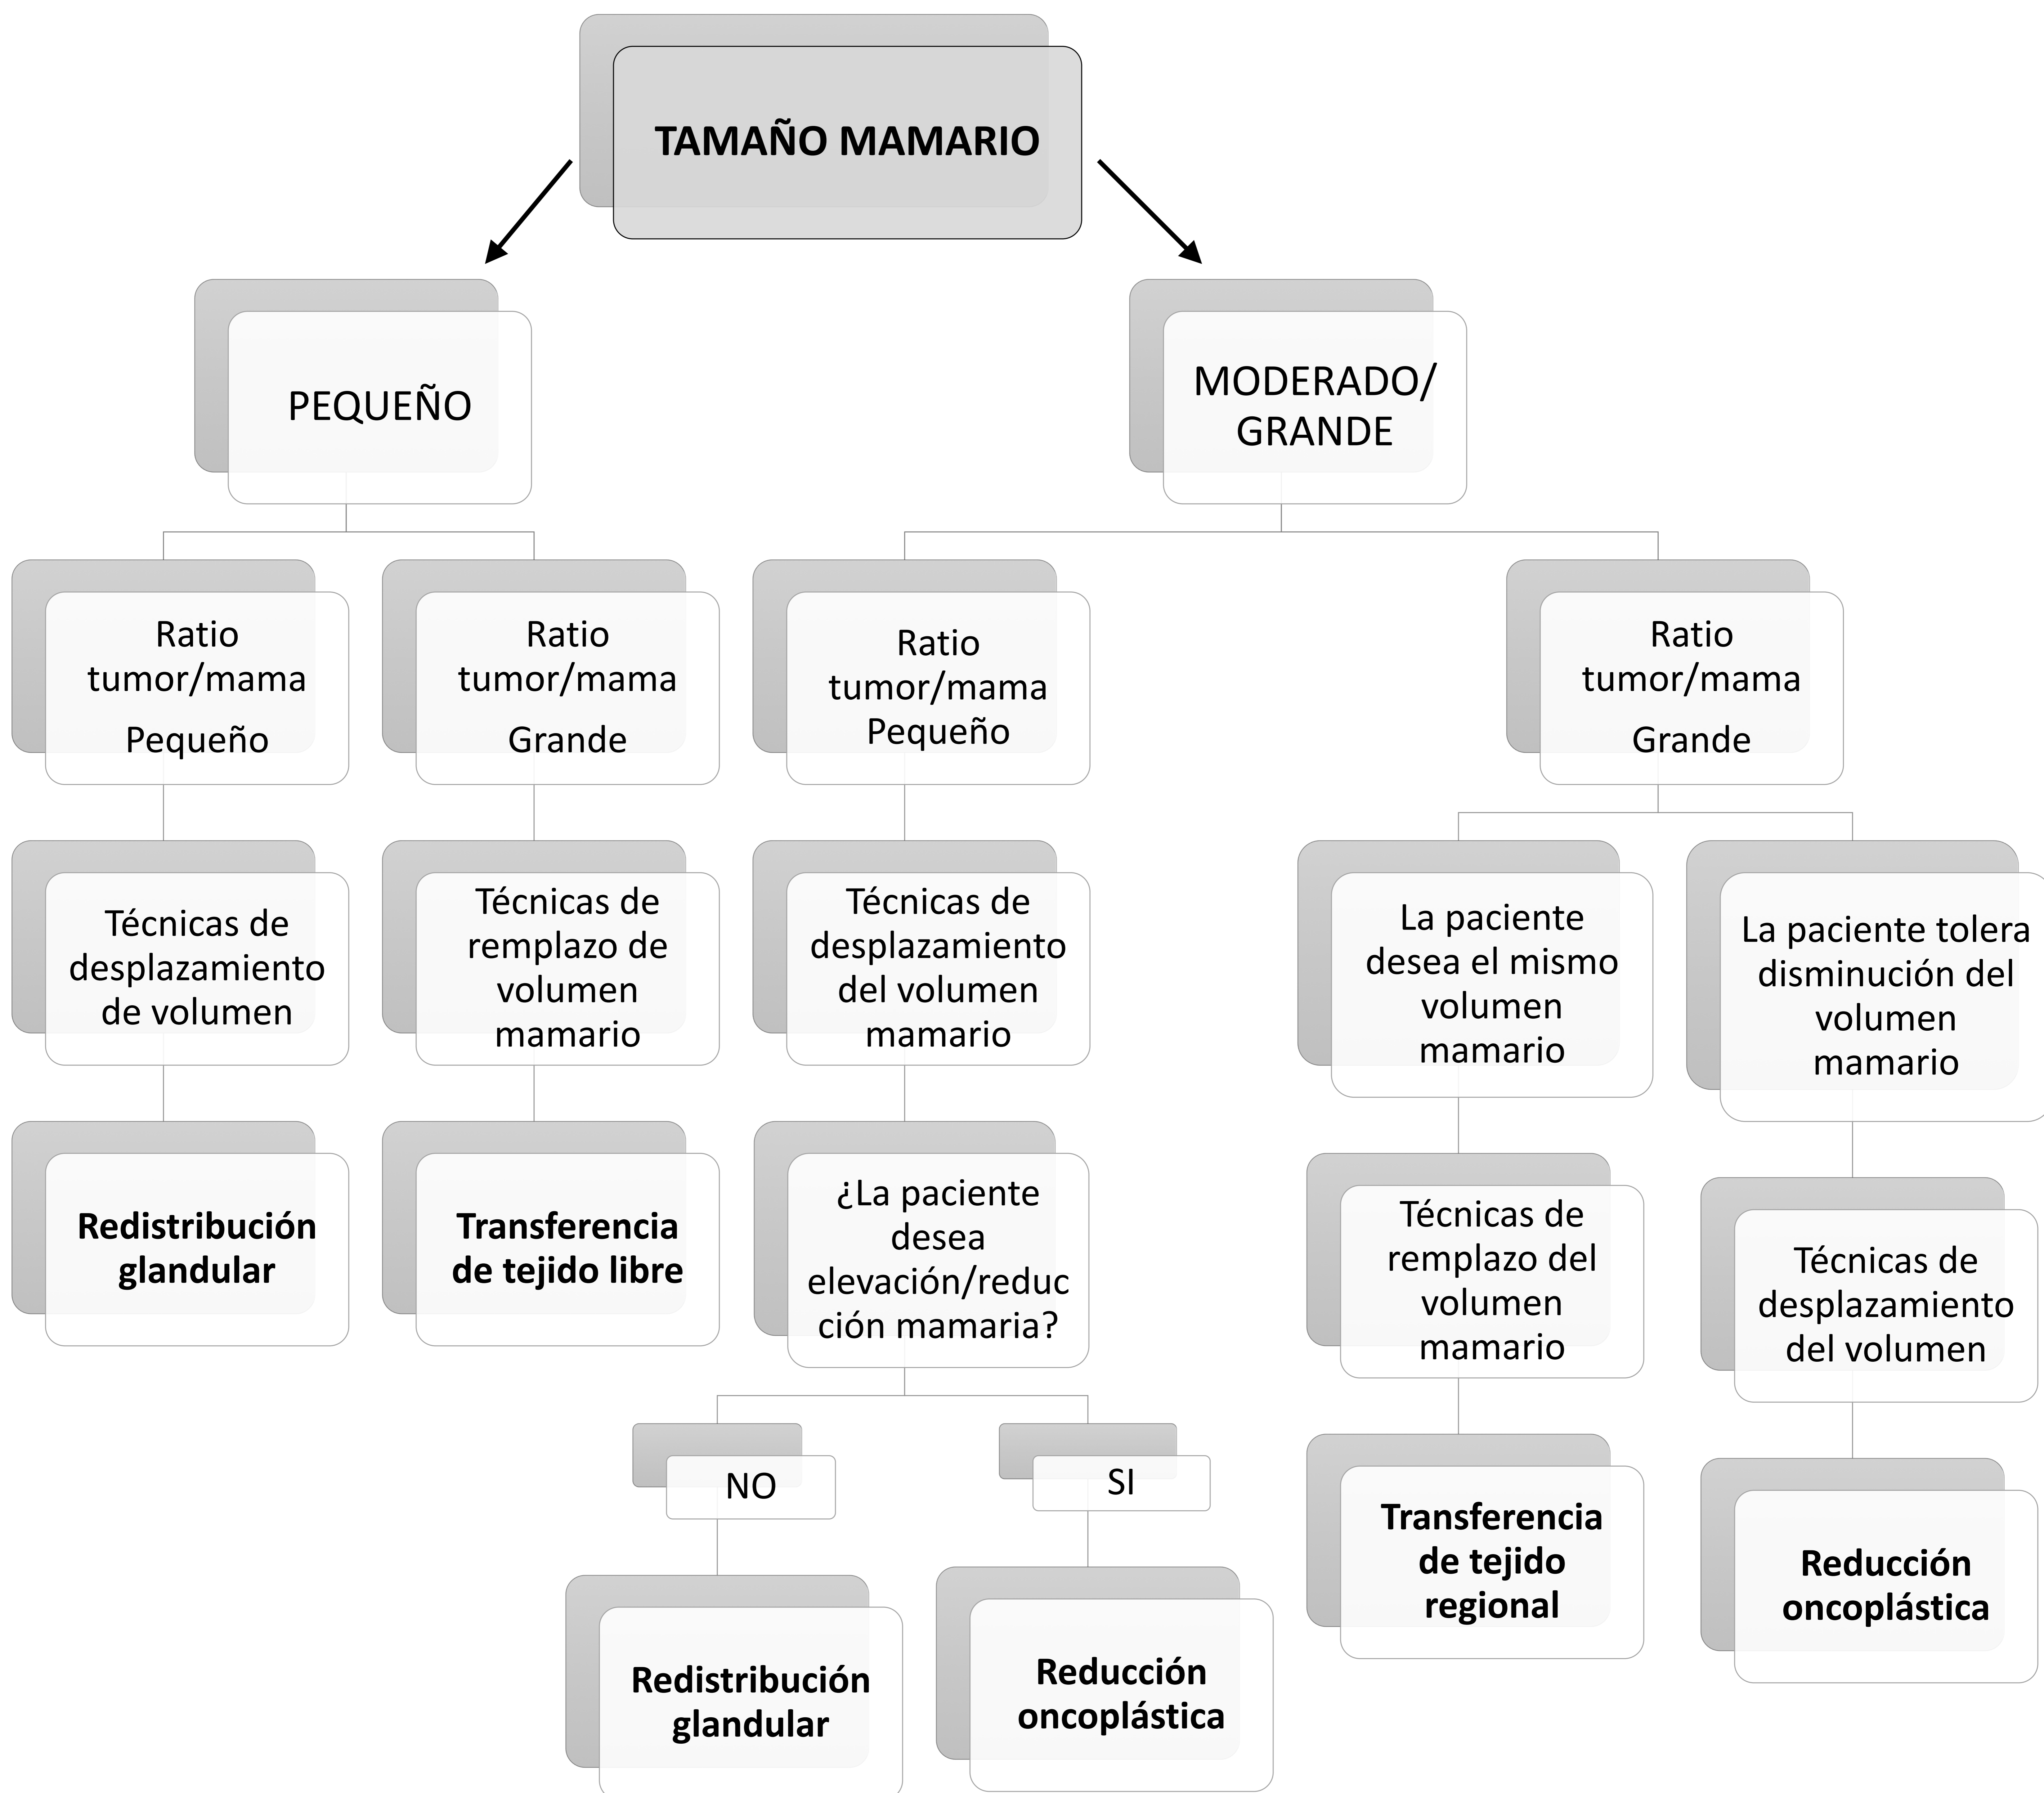 TAMAÑO MAMARIO
PEQUEÑO
MODERADO/
GRANDE
Ratio
tumor/mama
Pequeño
Ratio
tumor/mama
Grande
Ratio
tumor/mama
Pequeño
Ratio
tumor/mama
Grande
Técnicas de
desplazamiento
de volumen
Técnicas de
remplazo de
volumen
mamario
Técnicas de
desplazamiento
del volumen
mamario
La paciente
desea el mismo
volumen
mamario
La paciente tolera
disminución del
volumen
mamario
Redistribución
glandular
Transferencia
de tejido libre
¿La paciente
desea
elevación/reduc
ción mamaria?
Técnicas de
remplazo del
volumen
mamario
Técnicas de
desplazamiento
del volumen
NO
SI
Transferencia
de tejido
regional
Reducción
oncoplástica
Redistribución
glandular
Reducción
oncoplástica